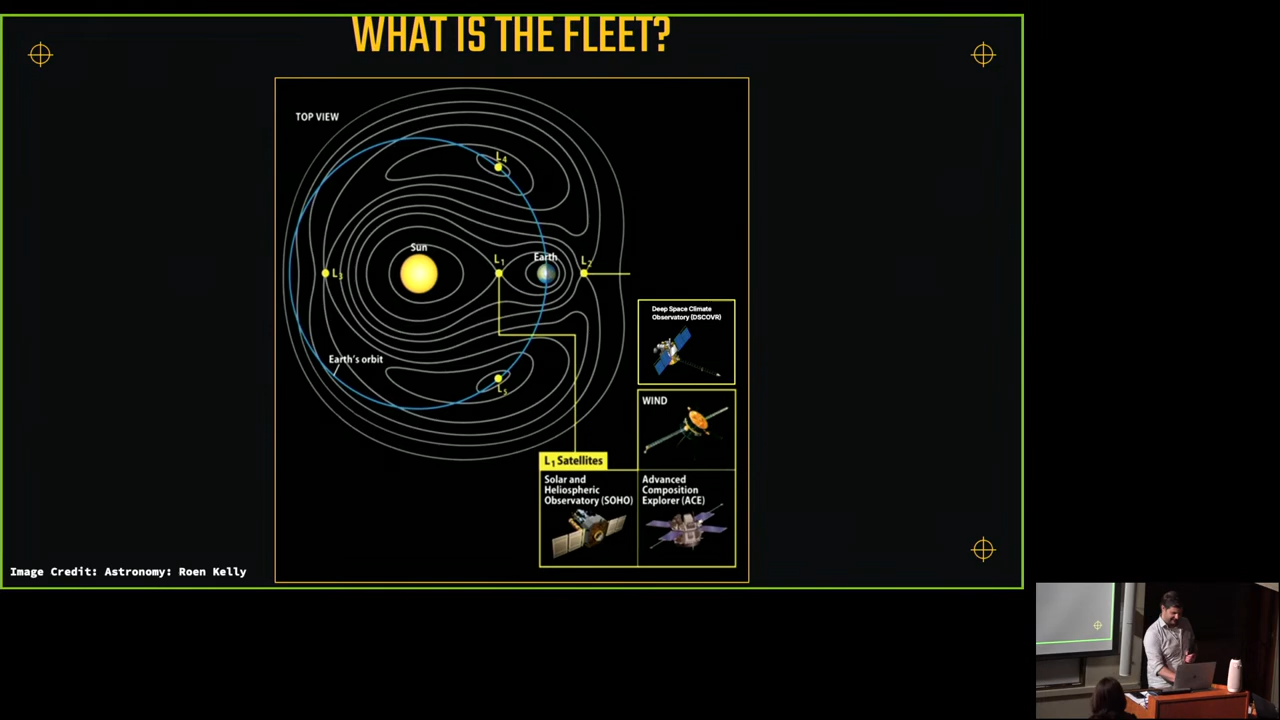 WHAT IS THE FLEET?
TOP VIEW
L4
Sun
L1
Earth
L2
L3
Deep Space Climate
Observatory (DSCOVR)
Earth's orbit
L5
WIND
L1 Satellites
Solar and
Heliospheric
Observatory (SOHO)
Advanced
Composition
Explorer (ACE)
Image Credit: Astronomy: Roen Kelly